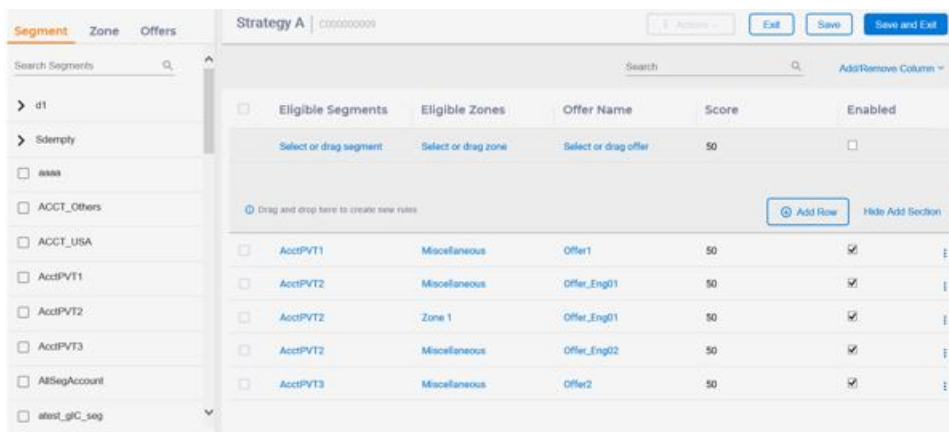 Segment Zone Offers
Search Segments
d1
Sdempty
aaaa
ACCT_Others
ACCT_USA
AcctPVT1
AcctPVT2
AcctPVT3
AllSegAccount
atest_glC_seg
Strategy A | C000000009
Actions
Exit
Save
Save and Exit
Search
Add/Remove Column
Eligible Segments Eligible Zones Offer Name Score Enabled
Select or drag segment Select or drag zone Select or drag offer 50
Drag and drop here to create new rules
Add Row
Hide Add Section
AcctPVT1 Miscellaneous Offer1 50
AcctPVT2 Miscellaneous Offer_Eng01 50
AcctPVT2 Zone 1 Offer_Eng01 50
AcctPVT2 Miscellaneous Offer_Eng02 50
AcctPVT3 Miscellaneous Offer2 50